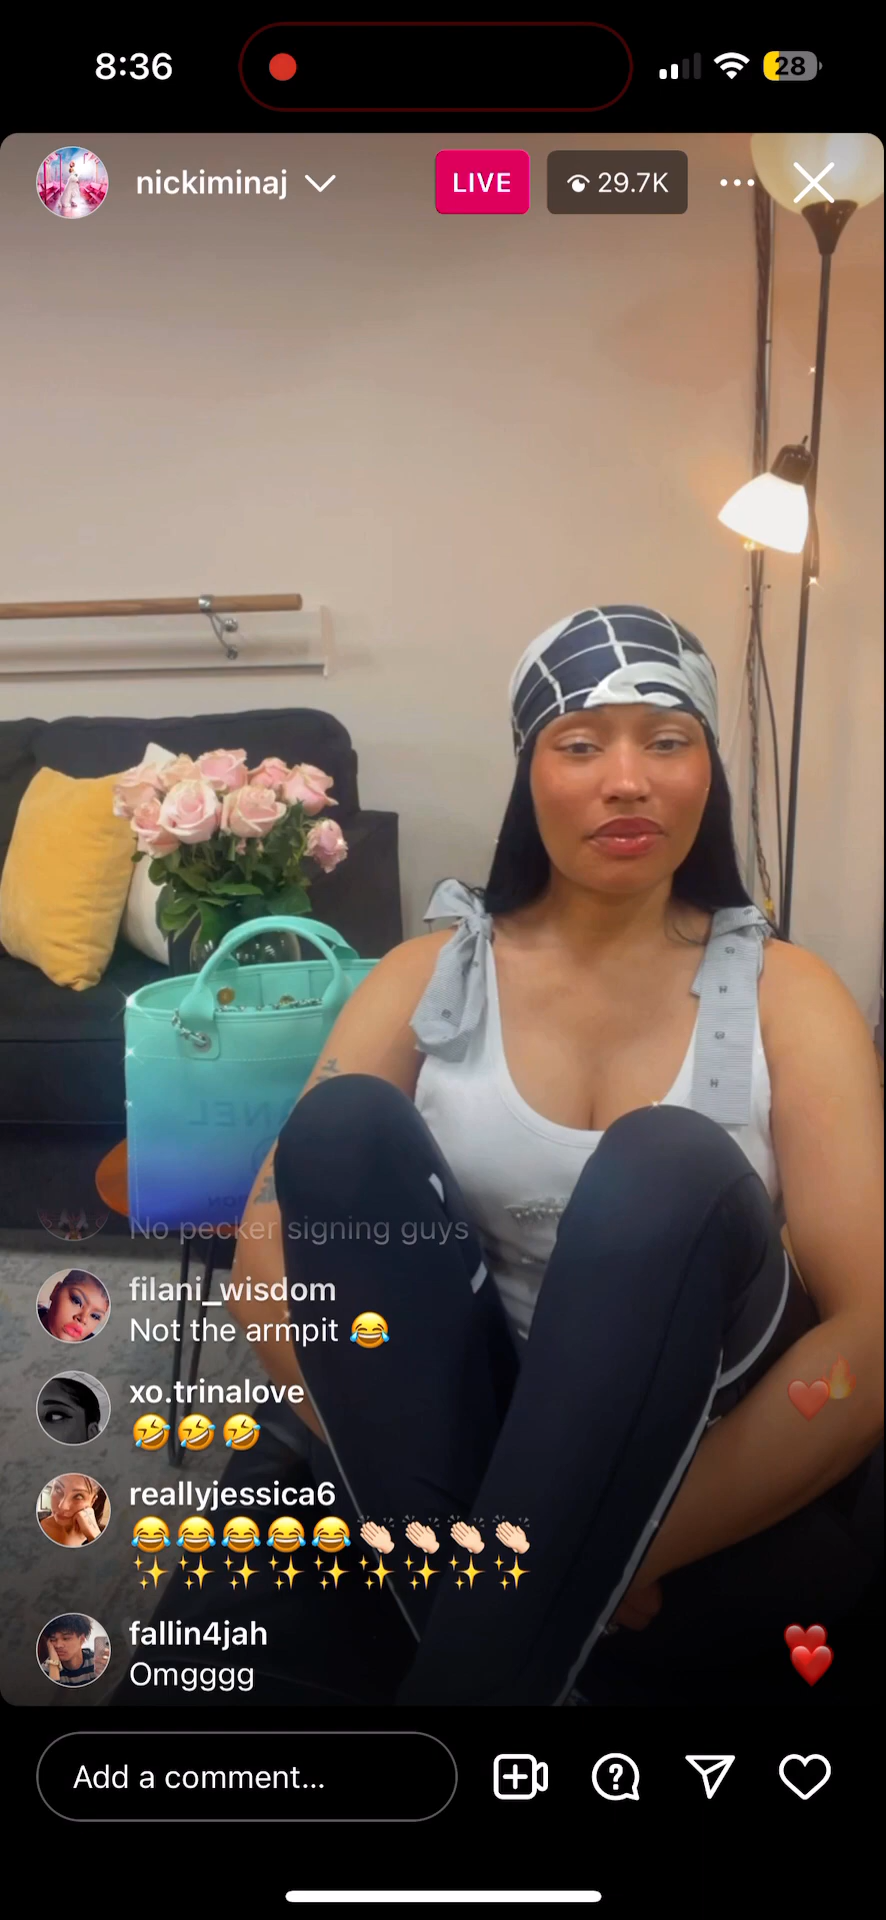 8:36
28
nickiminaj
LIVE
29.7K
No pecker signing guys
filani_wisdom
Not the armpit 😂
xo.trinalove
🤣🤣🤣
reallyjessica6
😂😂😂😂😂👏🏻👏🏻👏🏻👏🏻
✨✨✨✨✨✨✨✨✨
fallin4jah
Omgggg
Add a comment...